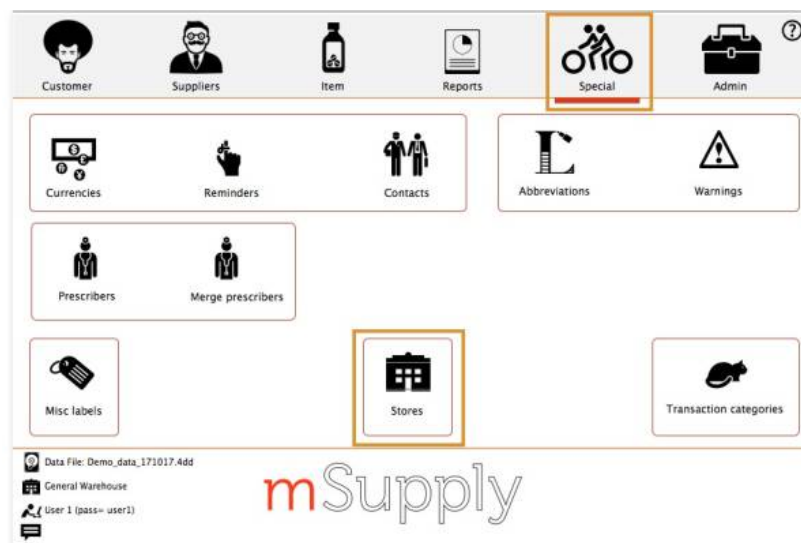 Customer Suppliers Item Reports Special Admin ?
Currencies Reminders Contacts Abbreviations Warnings
Prescribers Merge prescribers
Misc labels Stores Transaction categories
Data File: Demo_data_171017.4dd
General Warehouse
User 1 (pass= user1)
mSupply